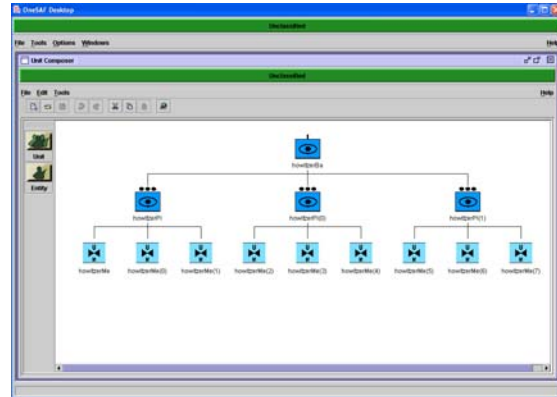 OneSAF Desktop
Unclassified
File Tools Options Windows Help
Unit Composer
Unclassified
File Edit Tools Help
Unit
Entity
howitzerBa
howitzerPl howitzerPl(0) howitzerPl(1)
U U U U U U U U U
howitzerMe howitzerMe(0) howitzerMe(1) howitzerMe(2) howitzerMe(3) howitzerMe(4) howitzerMe(5) howitzerMe(6) howitzerMe(7)